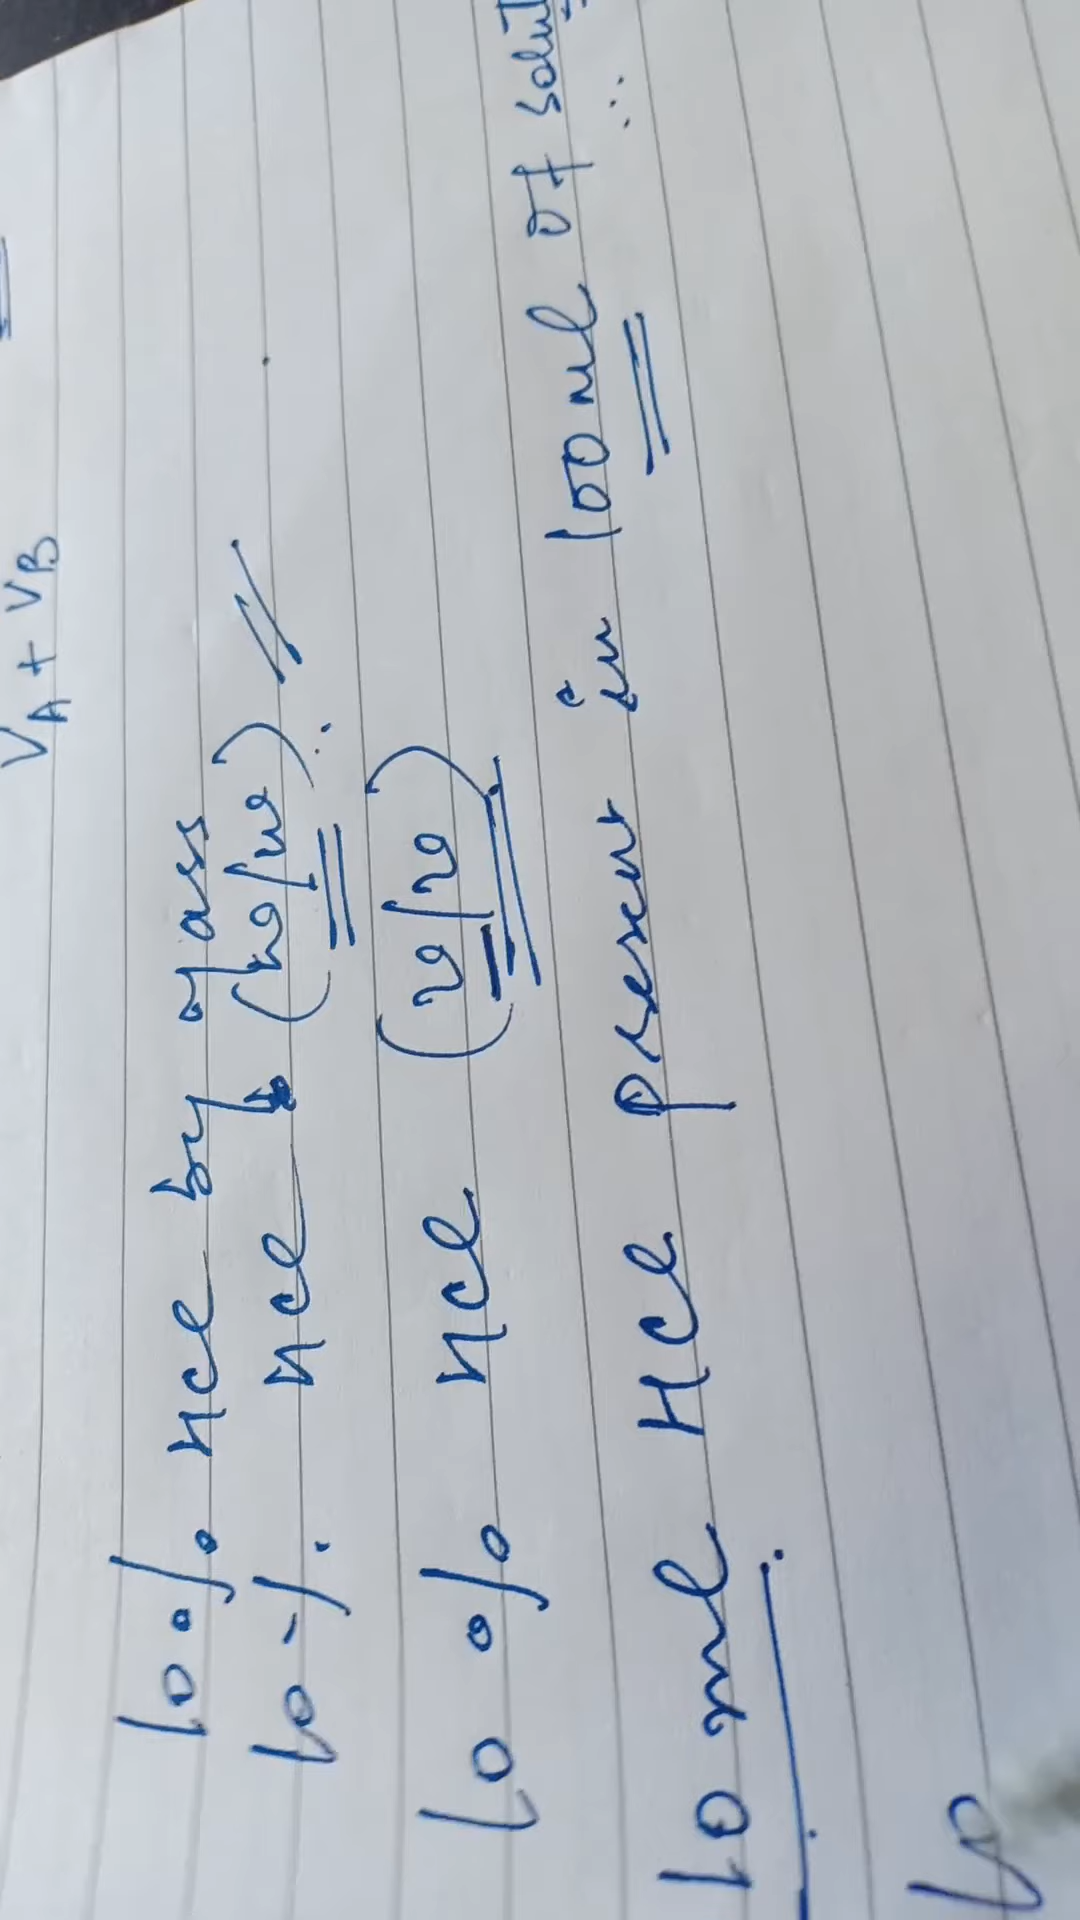 VA + VB
10% HCl by mass
10 %. HCl (w/w)
10 % HCl (v/v)
10 ml HCl present in 100 ml of solut
10